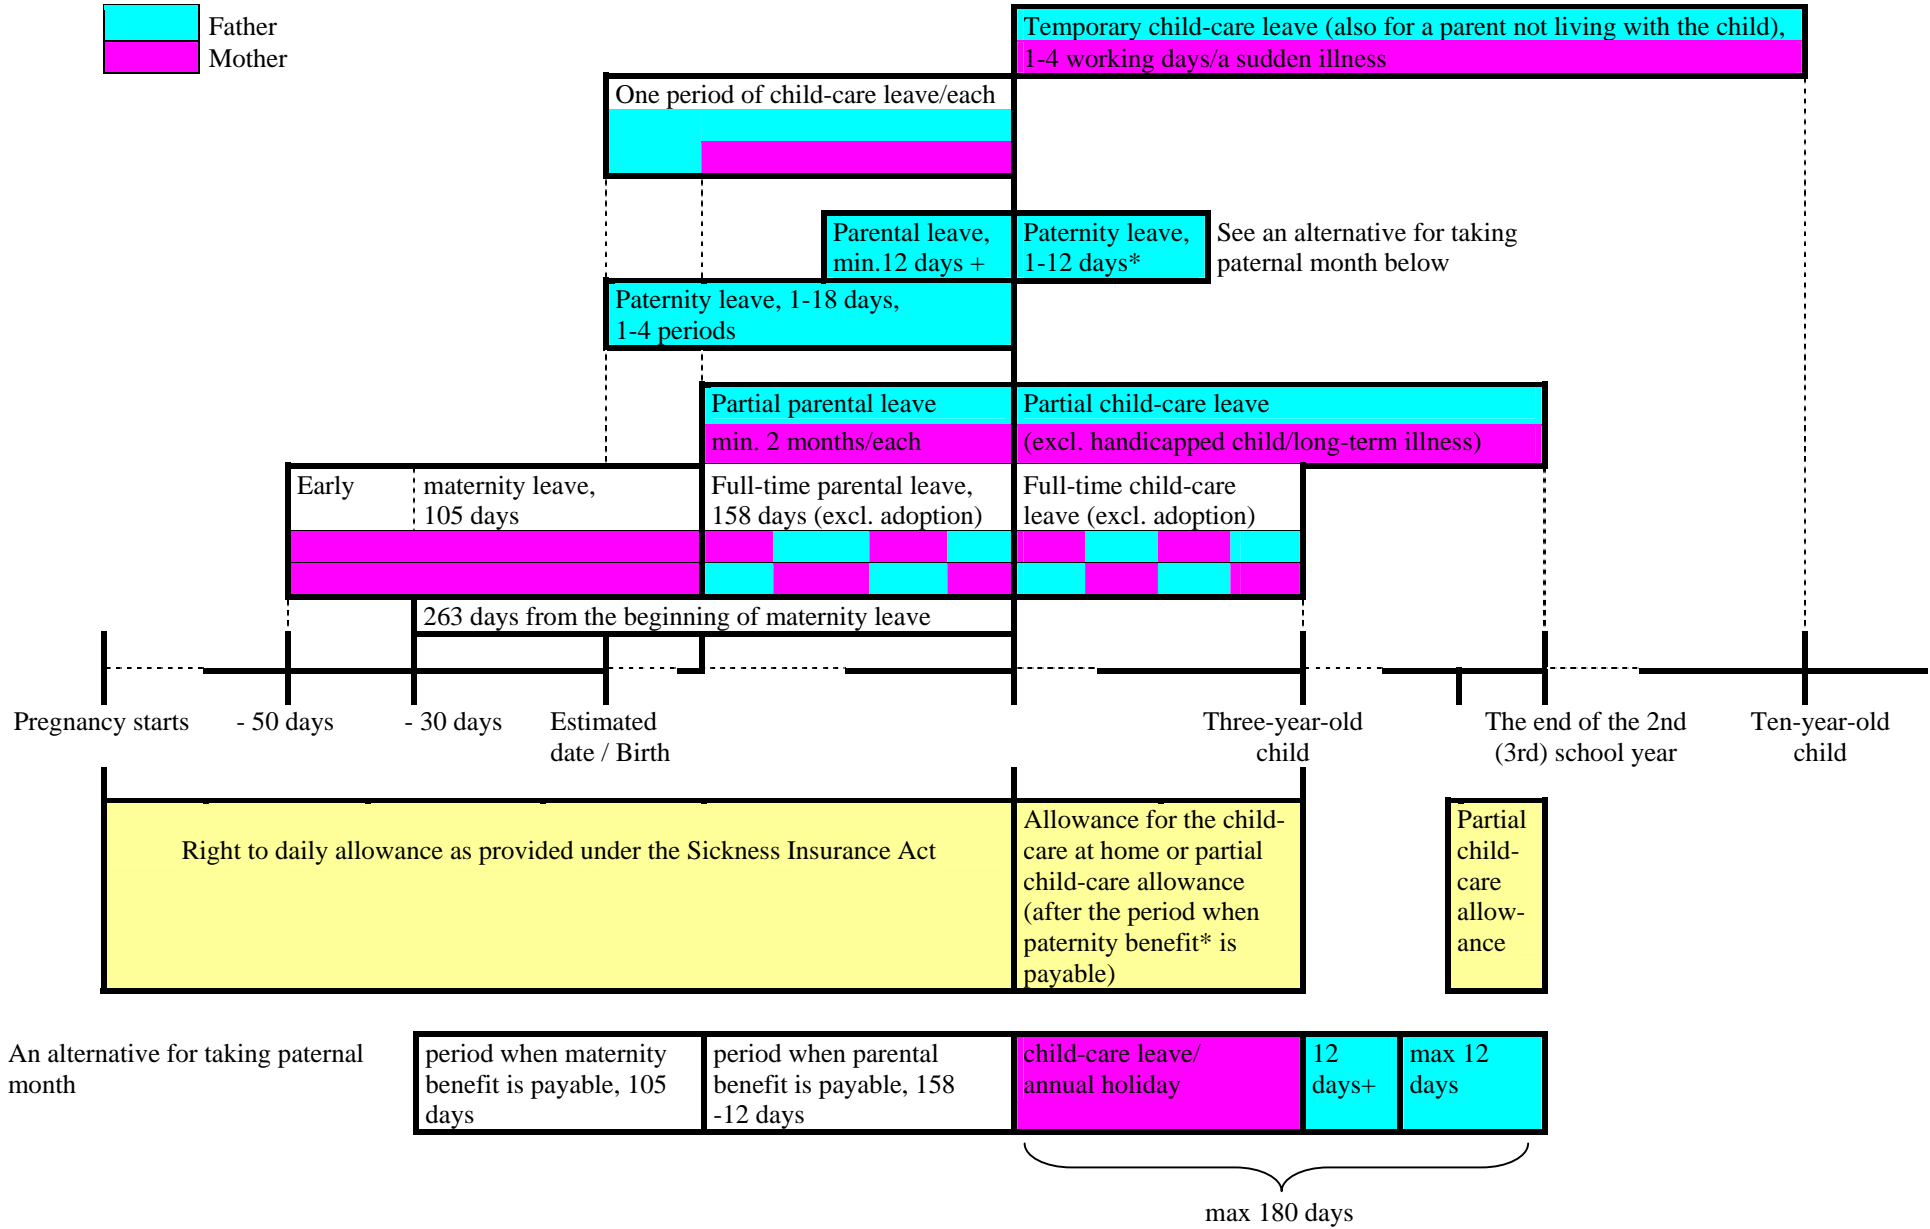 Father
Mother
Temporary child-care leave (also for a parent not living with the child),
1-4 working days/a sudden illness
One period of child-care leave/each
Parental leave,
min.12 days +
Paternity leave,
1-12 days*
See an alternative for taking
paternal month below
Paternity leave, 1-18 days,
1-4 periods
Partial parental leave
min. 2 months/each
Partial child-care leave
(excl. handicapped child/long-term illness)
Early
maternity leave,
105 days
Full-time parental leave,
158 days (excl. adoption)
Full-time child-care
leave (excl. adoption)
263 days from the beginning of maternity leave
Pregnancy starts
- 50 days
- 30 days
Estimated
date / Birth
Three-year-old
child
The end of the 2nd
(3rd) school year
Ten-year-old
child
Right to daily allowance as provided under the Sickness Insurance Act
Allowance for the child-
care at home or partial
child-care allowance
(after the period when
paternity benefit* is
payable)
Partial
child-
care
allow-
ance
An alternative for taking paternal
month
period when maternity
benefit is payable, 105
days
period when parental
benefit is payable, 158
-12 days
child-care leave/
annual holiday
12
days+
max 12
days
max 180 days